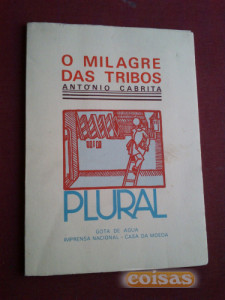 O MILAGRE
DAS TRIBOS
ANTÓNIO CABRITA
PLURAL
GOTA DE ÁGUA
IMPRENSA NACIONAL - CASA DA MOEDA
coisas